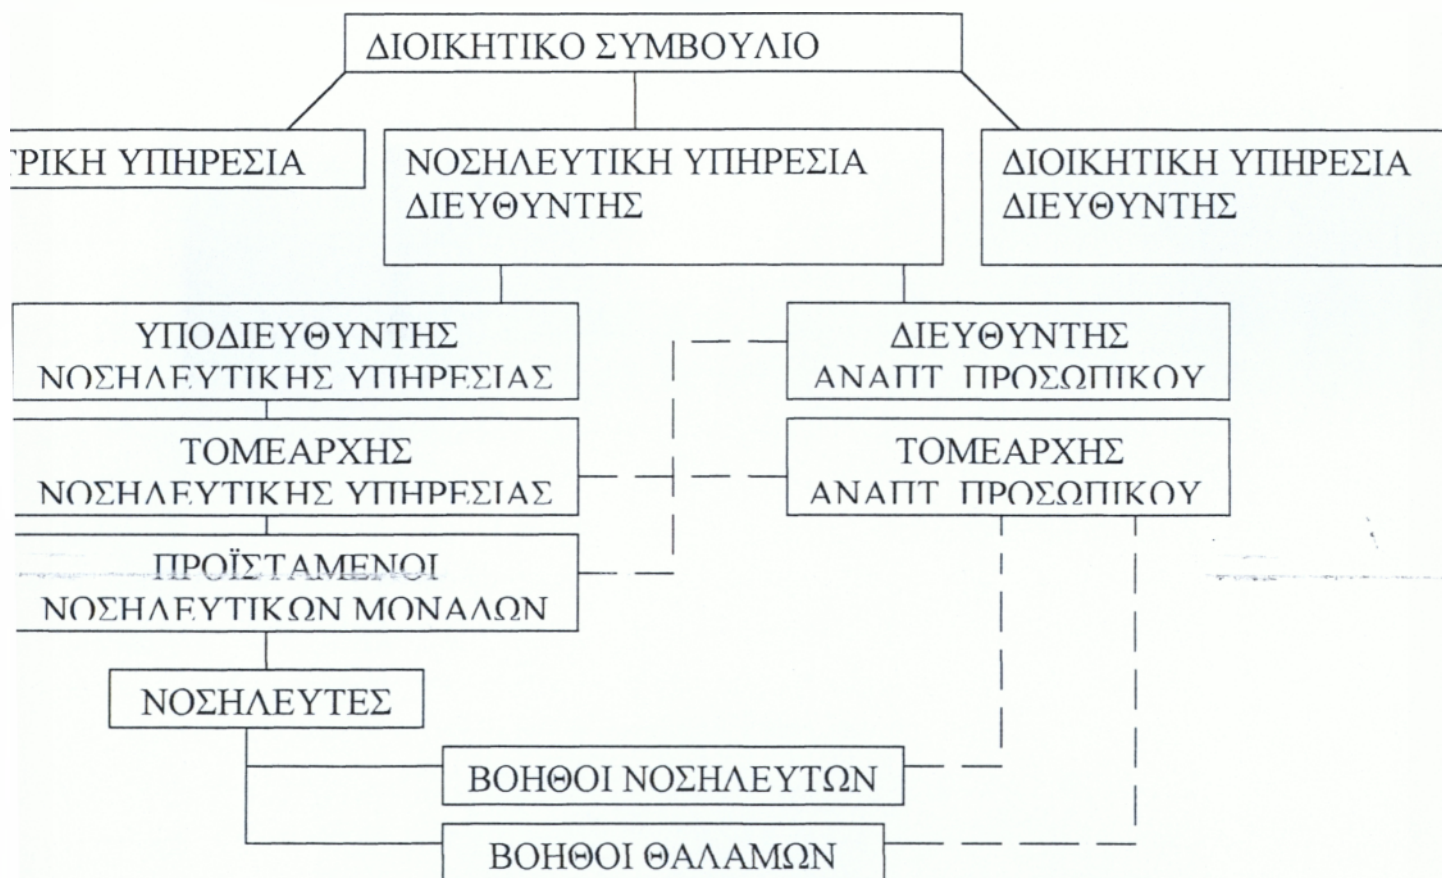 ΔΙΟΙΚΗΤΙΚΟ ΣΥΜΒΟΥΛΙΟ
ΤΡΙΚΗ ΥΠΗΡΕΣΙΑ
ΝΟΣΗΛΕΥΤΙΚΗ ΥΠΗΡΕΣΙΑ
ΔΙΕΥΘΥΝΤΗΣ
ΔΙΟΙΚΗΤΙΚΗ ΥΠΗΡΕΣΙΑ
ΔΙΕΥΘΥΝΤΗΣ
ΥΠΟΔΙΕΥΘΥΝΤΗΣ
ΝΟΣΗΛΕΥΤΙΚΗΣ ΥΠΗΡΕΣΙΑΣ
ΔΙΕΥΘΥΝΤΗΣ
ΑΝΑΠΤ ΠΡΟΣΩΠΙΚΟΥ
ΤΟΜΕΑΡΧΗΣ
ΝΟΣΗΛΕΥΤΙΚΗΣ ΥΠΗΡΕΣΙΑΣ
ΤΟΜΕΑΡΧΗΣ
ΑΝΑΠΤ ΠΡΟΣΩΠΙΚΟΥ
ΠΡΟΪΣΤΑΜΕΝΟΙ
ΝΟΣΗΛΕΥΤΙΚΩΝ ΜΟΝΑΔΩΝ
ΝΟΣΗΛΕΥΤΕΣ
ΒΟΗΘΟΙ ΝΟΣΗΛΕΥΤΩΝ
ΒΟΗΘΟΙ ΘΑΛΑΜΩΝ